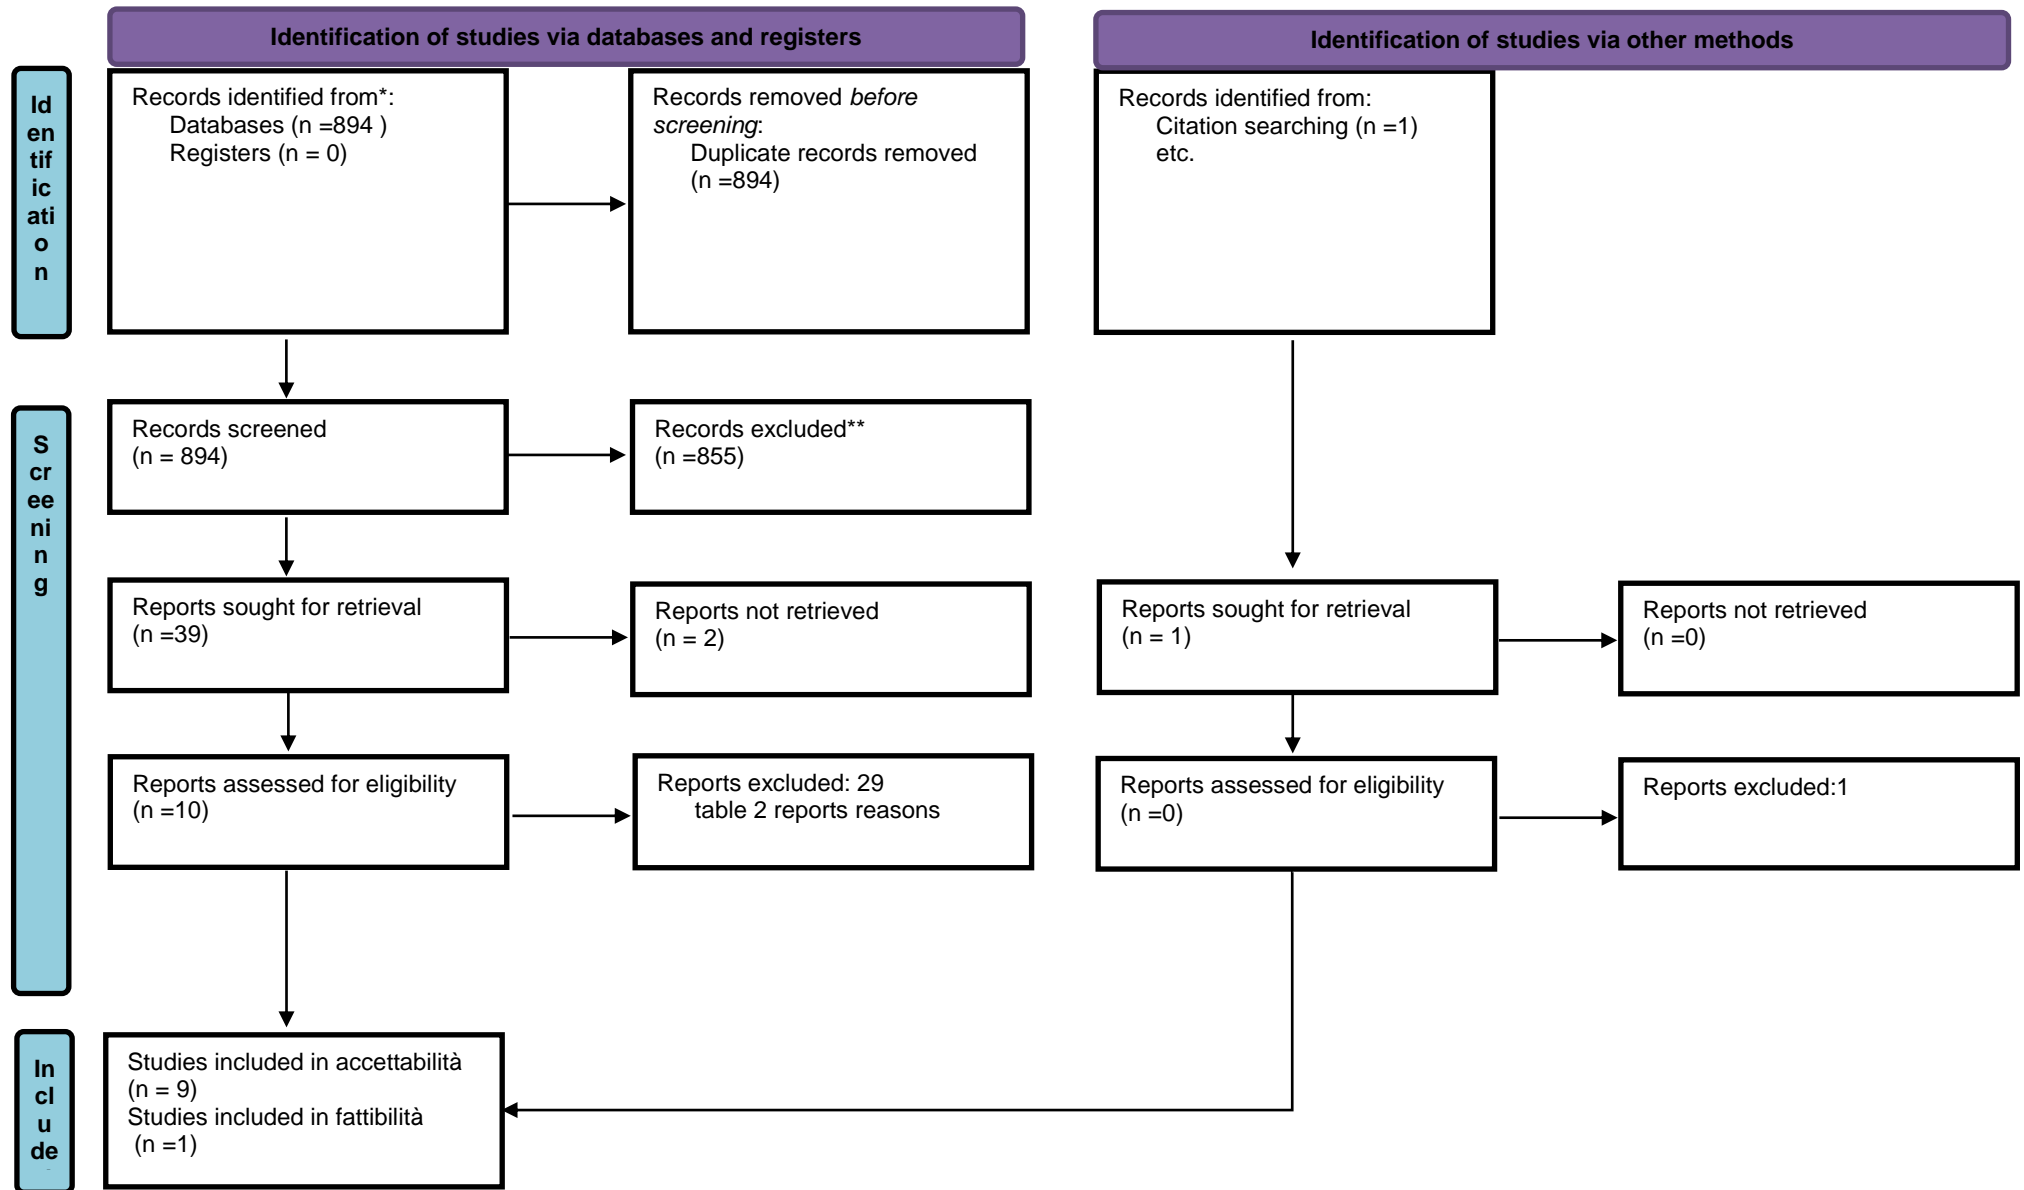 Identification of studies via databases and registers
Identification of studies via other methods
Id
en
tif
ic
ati
o
n
Records identified from*:
Databases (n =894 )
Registers (n = 0)
Records removed before
screening:
Duplicate records removed
(n =894)
Records identified from:
Citation searching (n =1)
etc.
S
cr
ee
ni
n
g
Records screened
(n = 894)
Records excluded**
(n =855)
Reports sought for retrieval
(n =39)
Reports not retrieved
(n = 2)
Reports sought for retrieval
(n = 1)
Reports not retrieved
(n =0)
Reports assessed for eligibility
(n =10)
Reports excluded: 29
table 2 reports reasons
Reports assessed for eligibility
(n =0)
Reports excluded:1
In
cl
u
de
Studies included in accettabilità
(n = 9)
Studies included in fattibilità
(n =1)